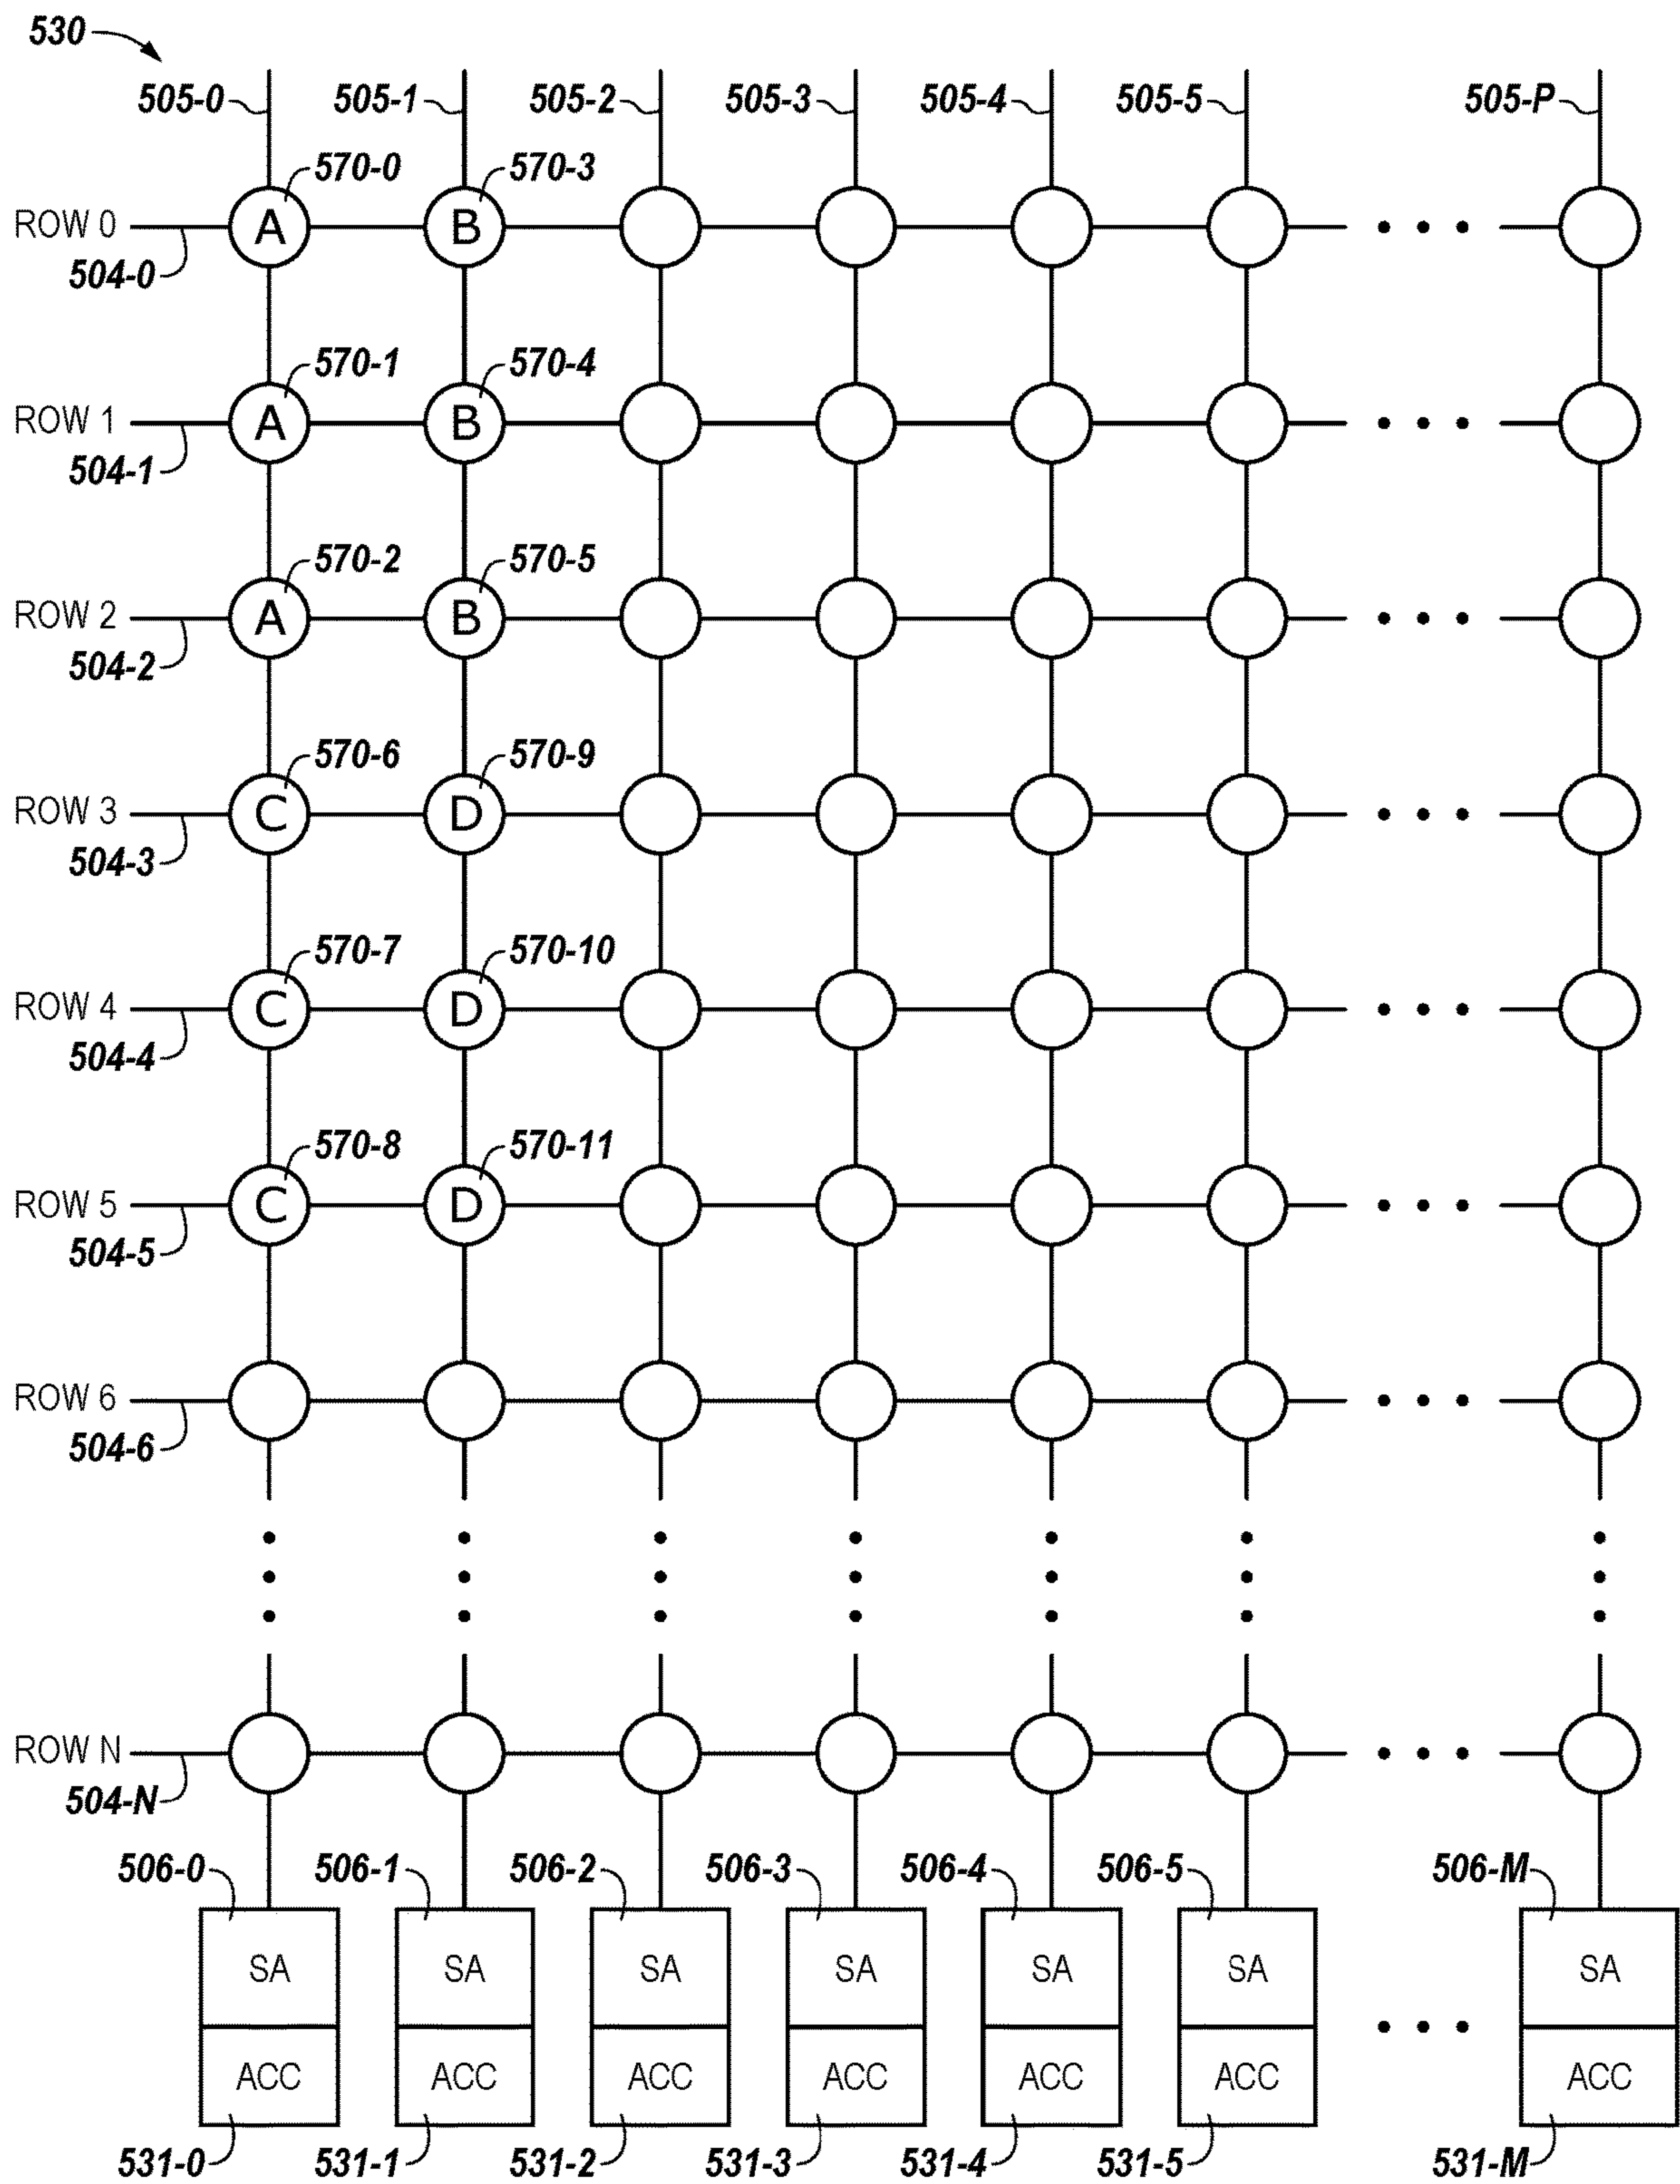 530
505-0 505-1 505-2 505-3 505-4 505-5 505-P
570-0 570-3
ROW 0 A B
504-0
570-1 570-4
ROW 1 A B
504-1
570-2 570-5
ROW 2 A B
504-2
570-6 570-9
ROW 3 C D
504-3
570-7 570-10
ROW 4 C D
504-4
570-8 570-11
ROW 5 C D
504-5
ROW 6
504-6
ROW N
504-N
506-0 506-1 506-2 506-3 506-4 506-5 506-M
SA SA SA SA SA SA SA
ACC ACC ACC ACC ACC ACC ACC
531-0 531-1 531-2 531-3 531-4 531-5 531-M